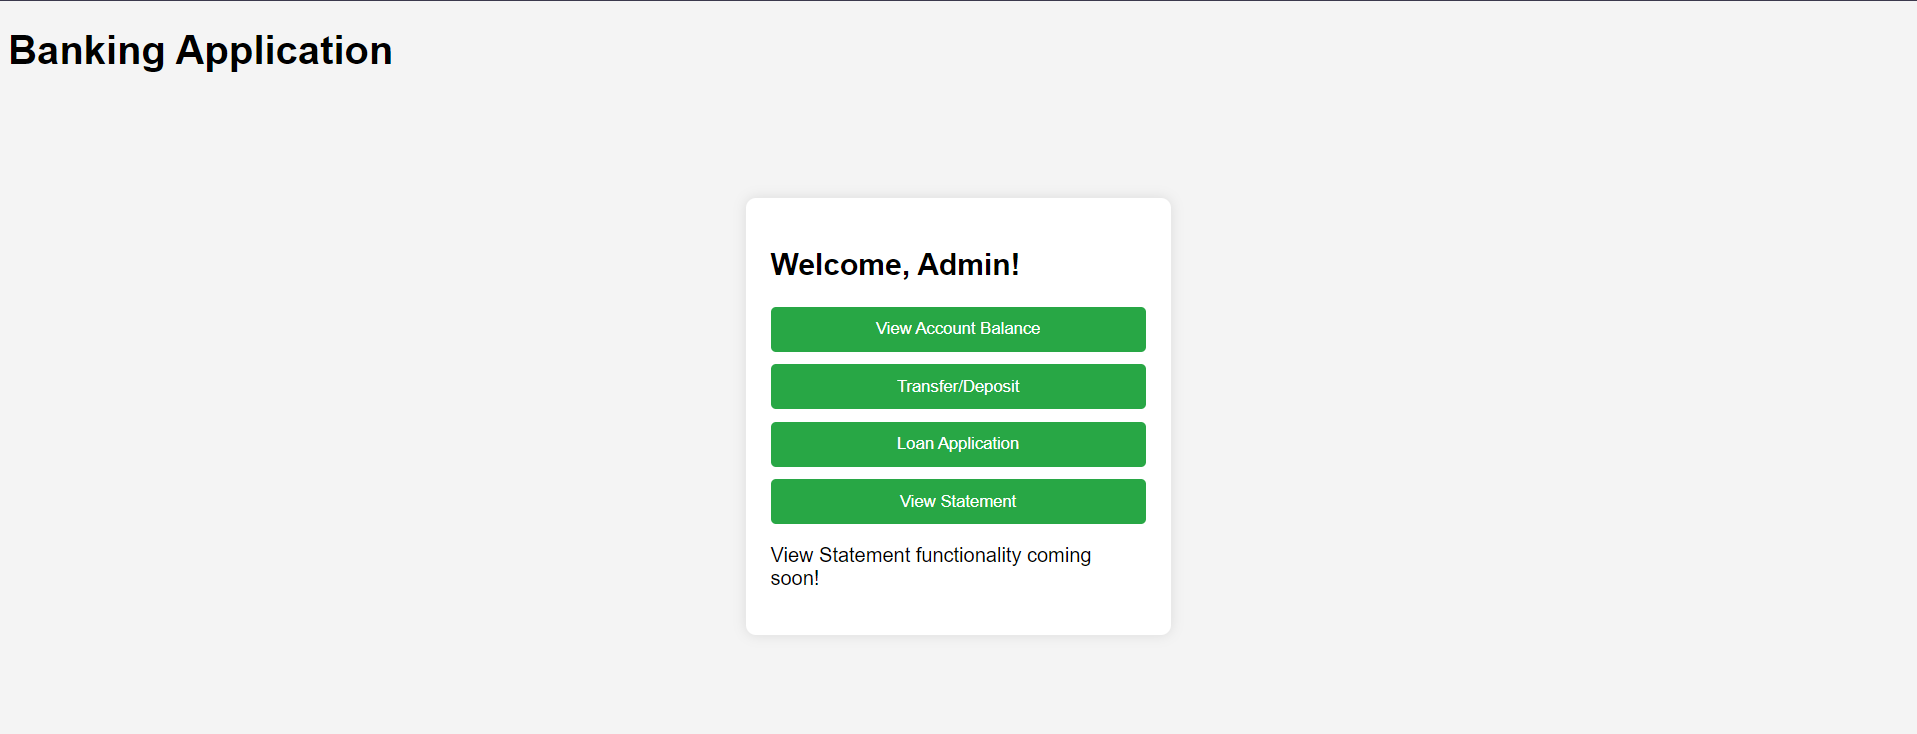 Banking Application
Welcome, Admin!
View Account Balance
Transfer/Deposit
Loan Application
View Statement
View Statement functionality coming
soon!